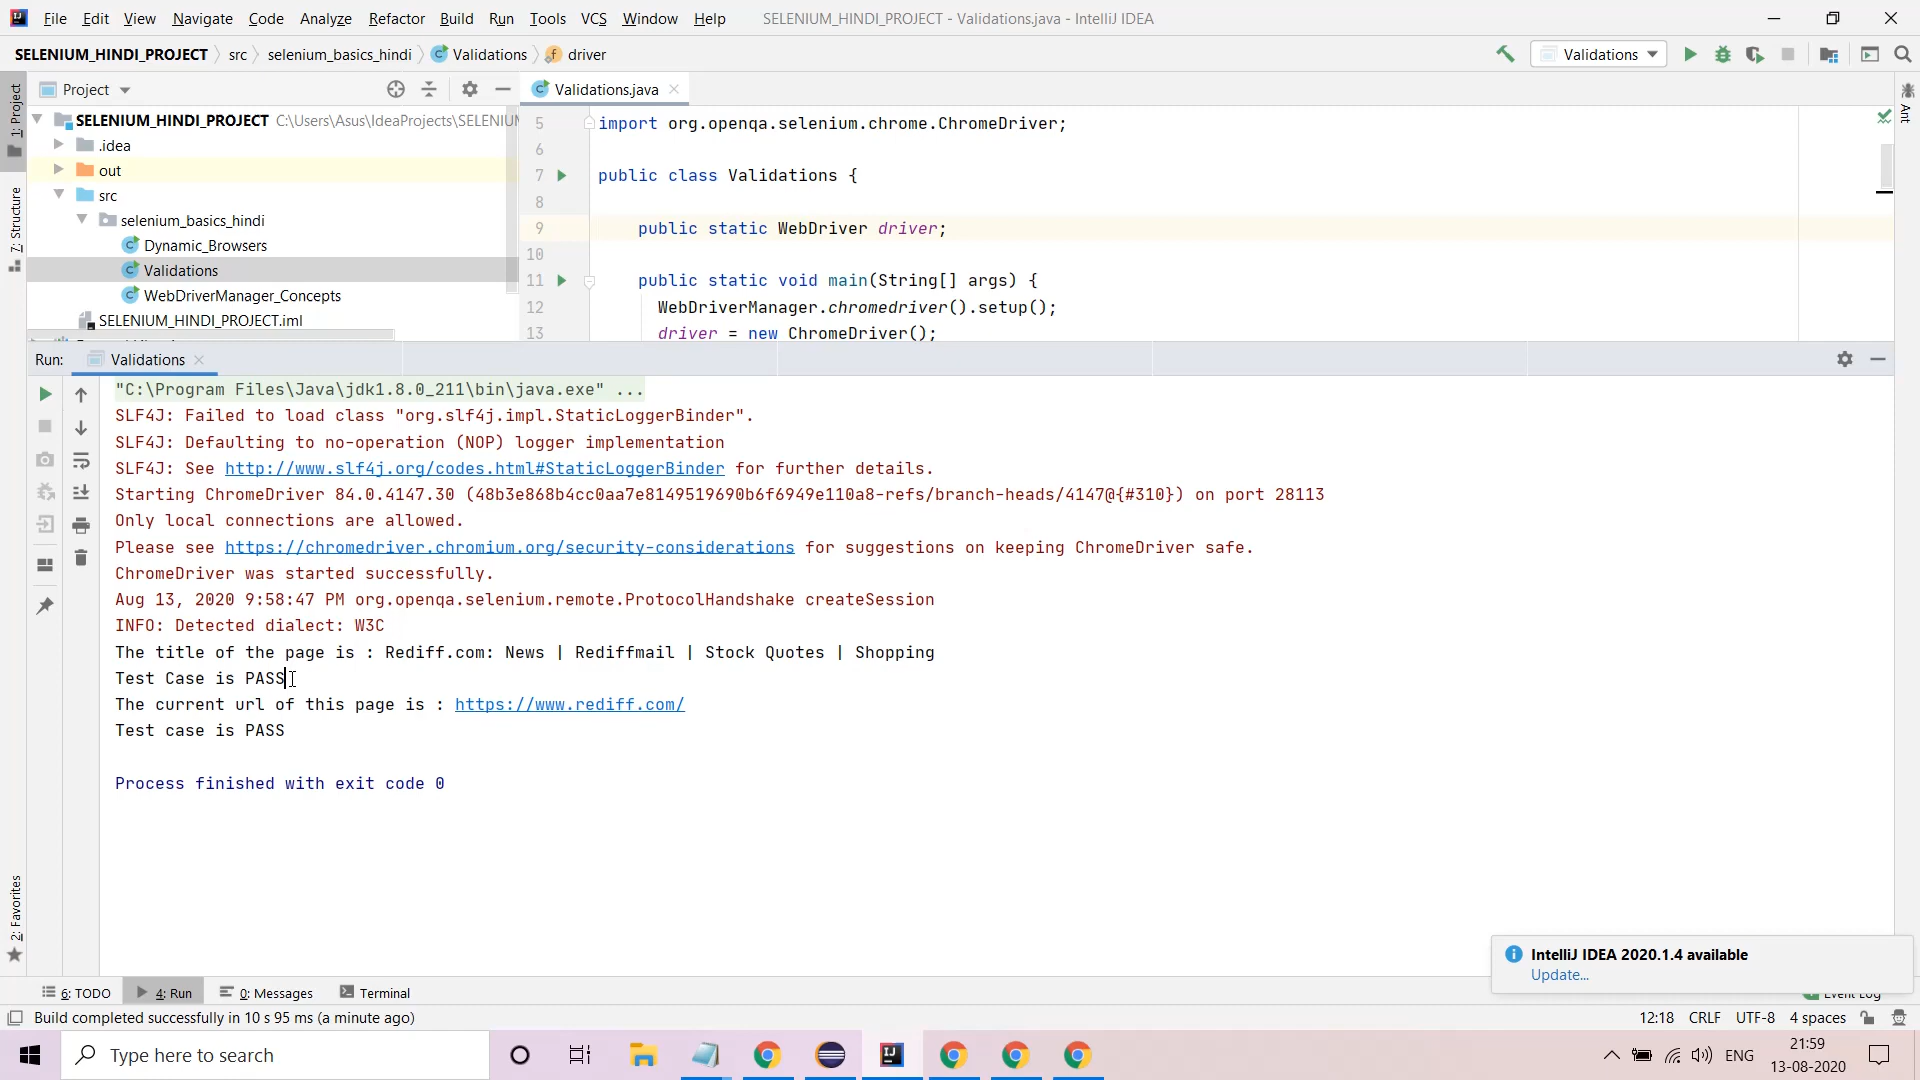 File Edit View Navigate Code Analyze Refactor Build Run Tools VCS Window Help SELENIUM_HINDI_PROJECT - Validations.java - IntelliJ IDEA
SELENIUM_HINDI_PROJECT src selenium_basics_hindi Validations driver Validations
1: Project
7: Structure
2: Favorites
Ant
Project
SELENIUM_HINDI_PROJECT C:\Users\Asus\IdeaProjects\SELENIUM
.idea
out
src
selenium_basics_hindi
Dynamic_Browsers
Validations
WebDriverManager_Concepts
SELENIUM_HINDI_PROJECT.iml
Validations.java
5 import org.openqa.selenium.chrome.ChromeDriver;
6
7 public class Validations {
8
9 public static WebDriver driver;
10
11 public static void main(String[] args) {
12 WebDriverManager.chromedriver().setup();
13 driver = new ChromeDriver();
Run: Validations
"C:\Program Files\Java\jdk1.8.0_211\bin\java.exe" ...
SLF4J: Failed to load class "org.slf4j.impl.StaticLoggerBinder".
SLF4J: Defaulting to no-operation (NOP) logger implementation
SLF4J: See http://www.slf4j.org/codes.html#StaticLoggerBinder for further details.
Starting ChromeDriver 84.0.4147.30 (48b3e868b4cc0aa7e8149519690b6f6949e110a8-refs/branch-heads/4147@{#310}) on port 28113
Only local connections are allowed.
Please see https://chromedriver.chromium.org/security-considerations for suggestions on keeping ChromeDriver safe.
ChromeDriver was started successfully.
Aug 13, 2020 9:58:47 PM org.openqa.selenium.remote.ProtocolHandshake createSession
INFO: Detected dialect: W3C
The title of the page is : Rediff.com: News | Rediffmail | Stock Quotes | Shopping
Test Case is PASS
The current url of this page is : https://www.rediff.com/
Test case is PASS
Process finished with exit code 0
IntelliJ IDEA 2020.1.4 available
Update...
6: TODO 4: Run 0: Messages Terminal Event Log
Build completed successfully in 10 s 95 ms (a minute ago) 12:18 CRLF UTF-8 4 spaces
Type here to search ENG
21:59
13-08-2020